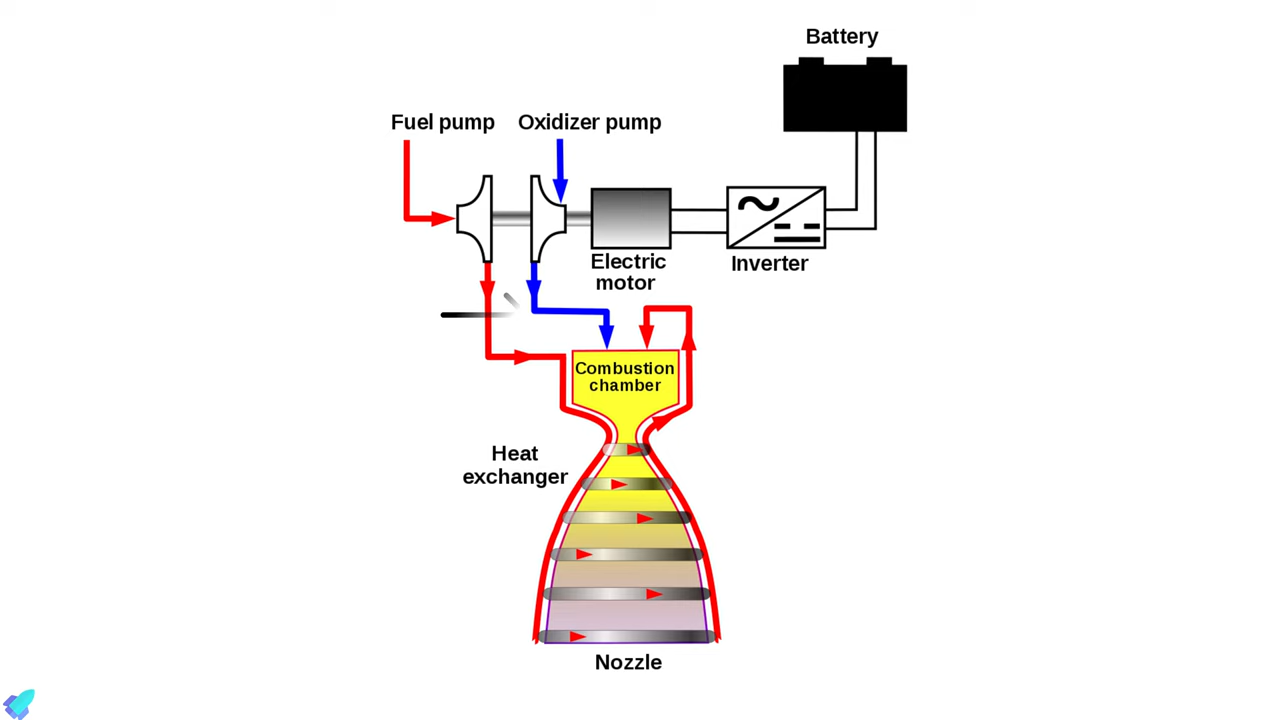 Battery
Fuel pump
Oxidizer pump
Electric
motor
Inverter
Combustion
chamber
Heat
exchanger
Nozzle